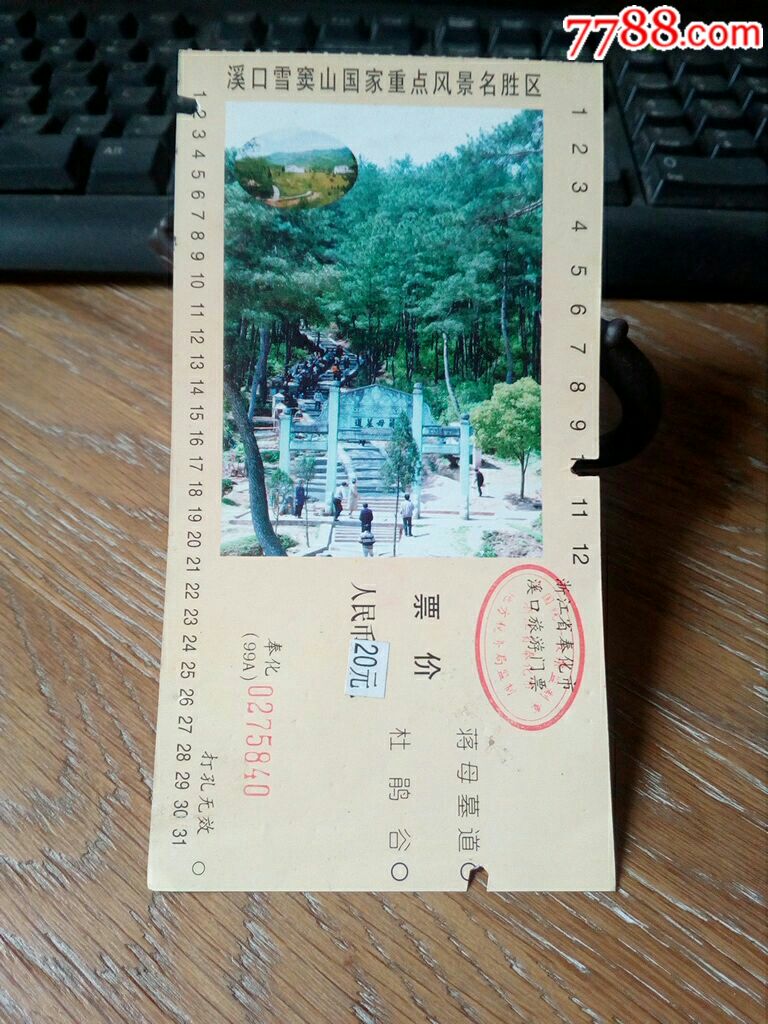 7788.com
溪口雪窦山国家重点风景名胜区
1 2 3 4 5 6 7 8 9 10 11 12 13 14 15 16 17 18 19 20 21 22 23 24 25 26 27 28 29 30 31
1 2 3 4 5 6 7 8 9 1 11 12
浙江省奉化市
溪口旅游门票
票价
人民币20元
蒋母墓道
杜鹃谷
奉化
(99A)
0275840
打孔无效